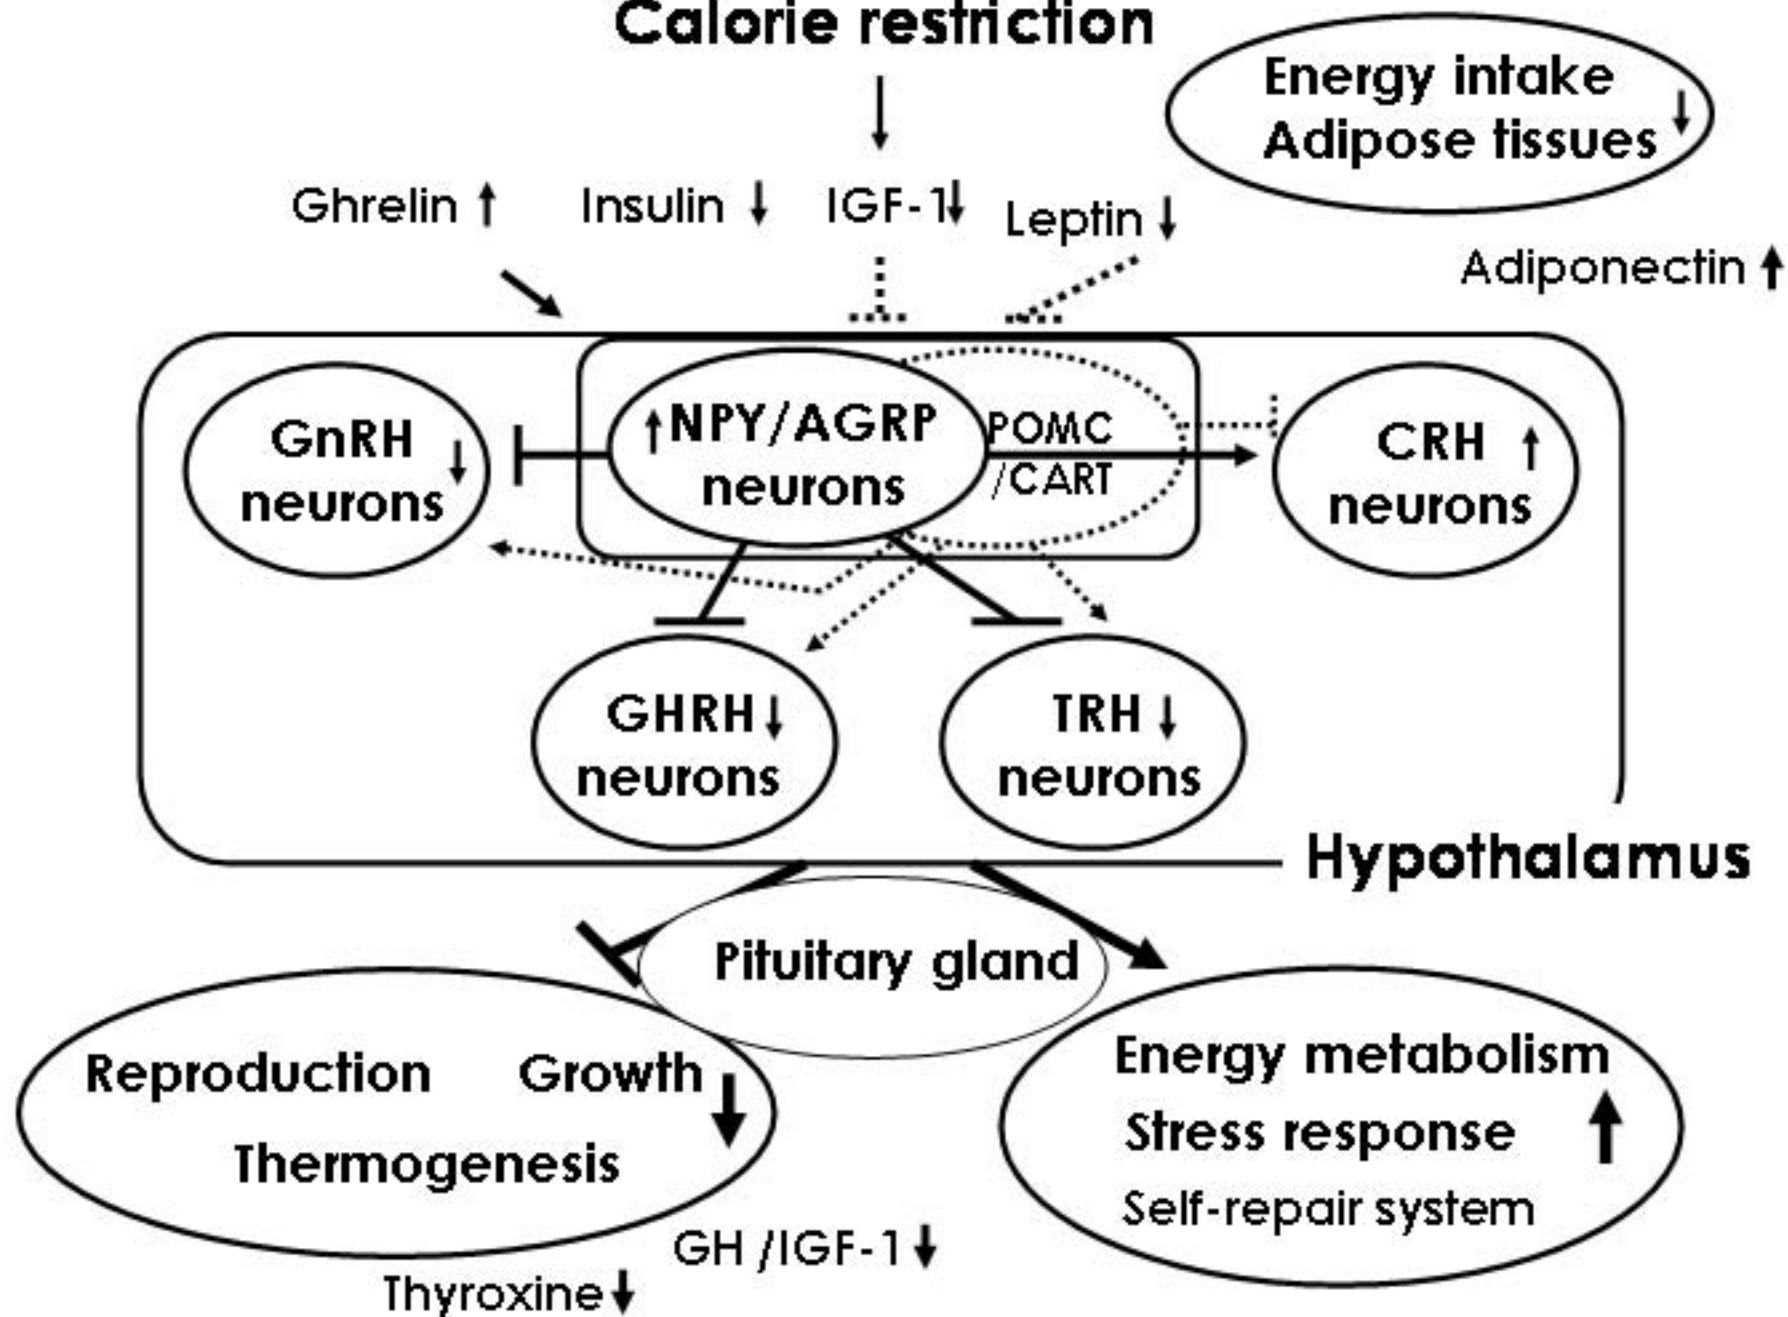 Calorie restriction
Energy intake
Adipose tissues ↓
Ghrelin ↑
Insulin ↓
IGF-1↓
Leptin ↓
Adiponectin ↑
GnRH ↓
neurons
↑NPY/AGRP
neurons
POMC
/CART
CRH ↑
neurons
GHRH↓
neurons
TRH ↓
neurons
Hypothalamus
Pituitary gland
Reproduction Growth ↓
Thermogenesis
Energy metabolism
Stress response ↑
Self-repair system
GH /IGF-1↓
Thyroxine↓